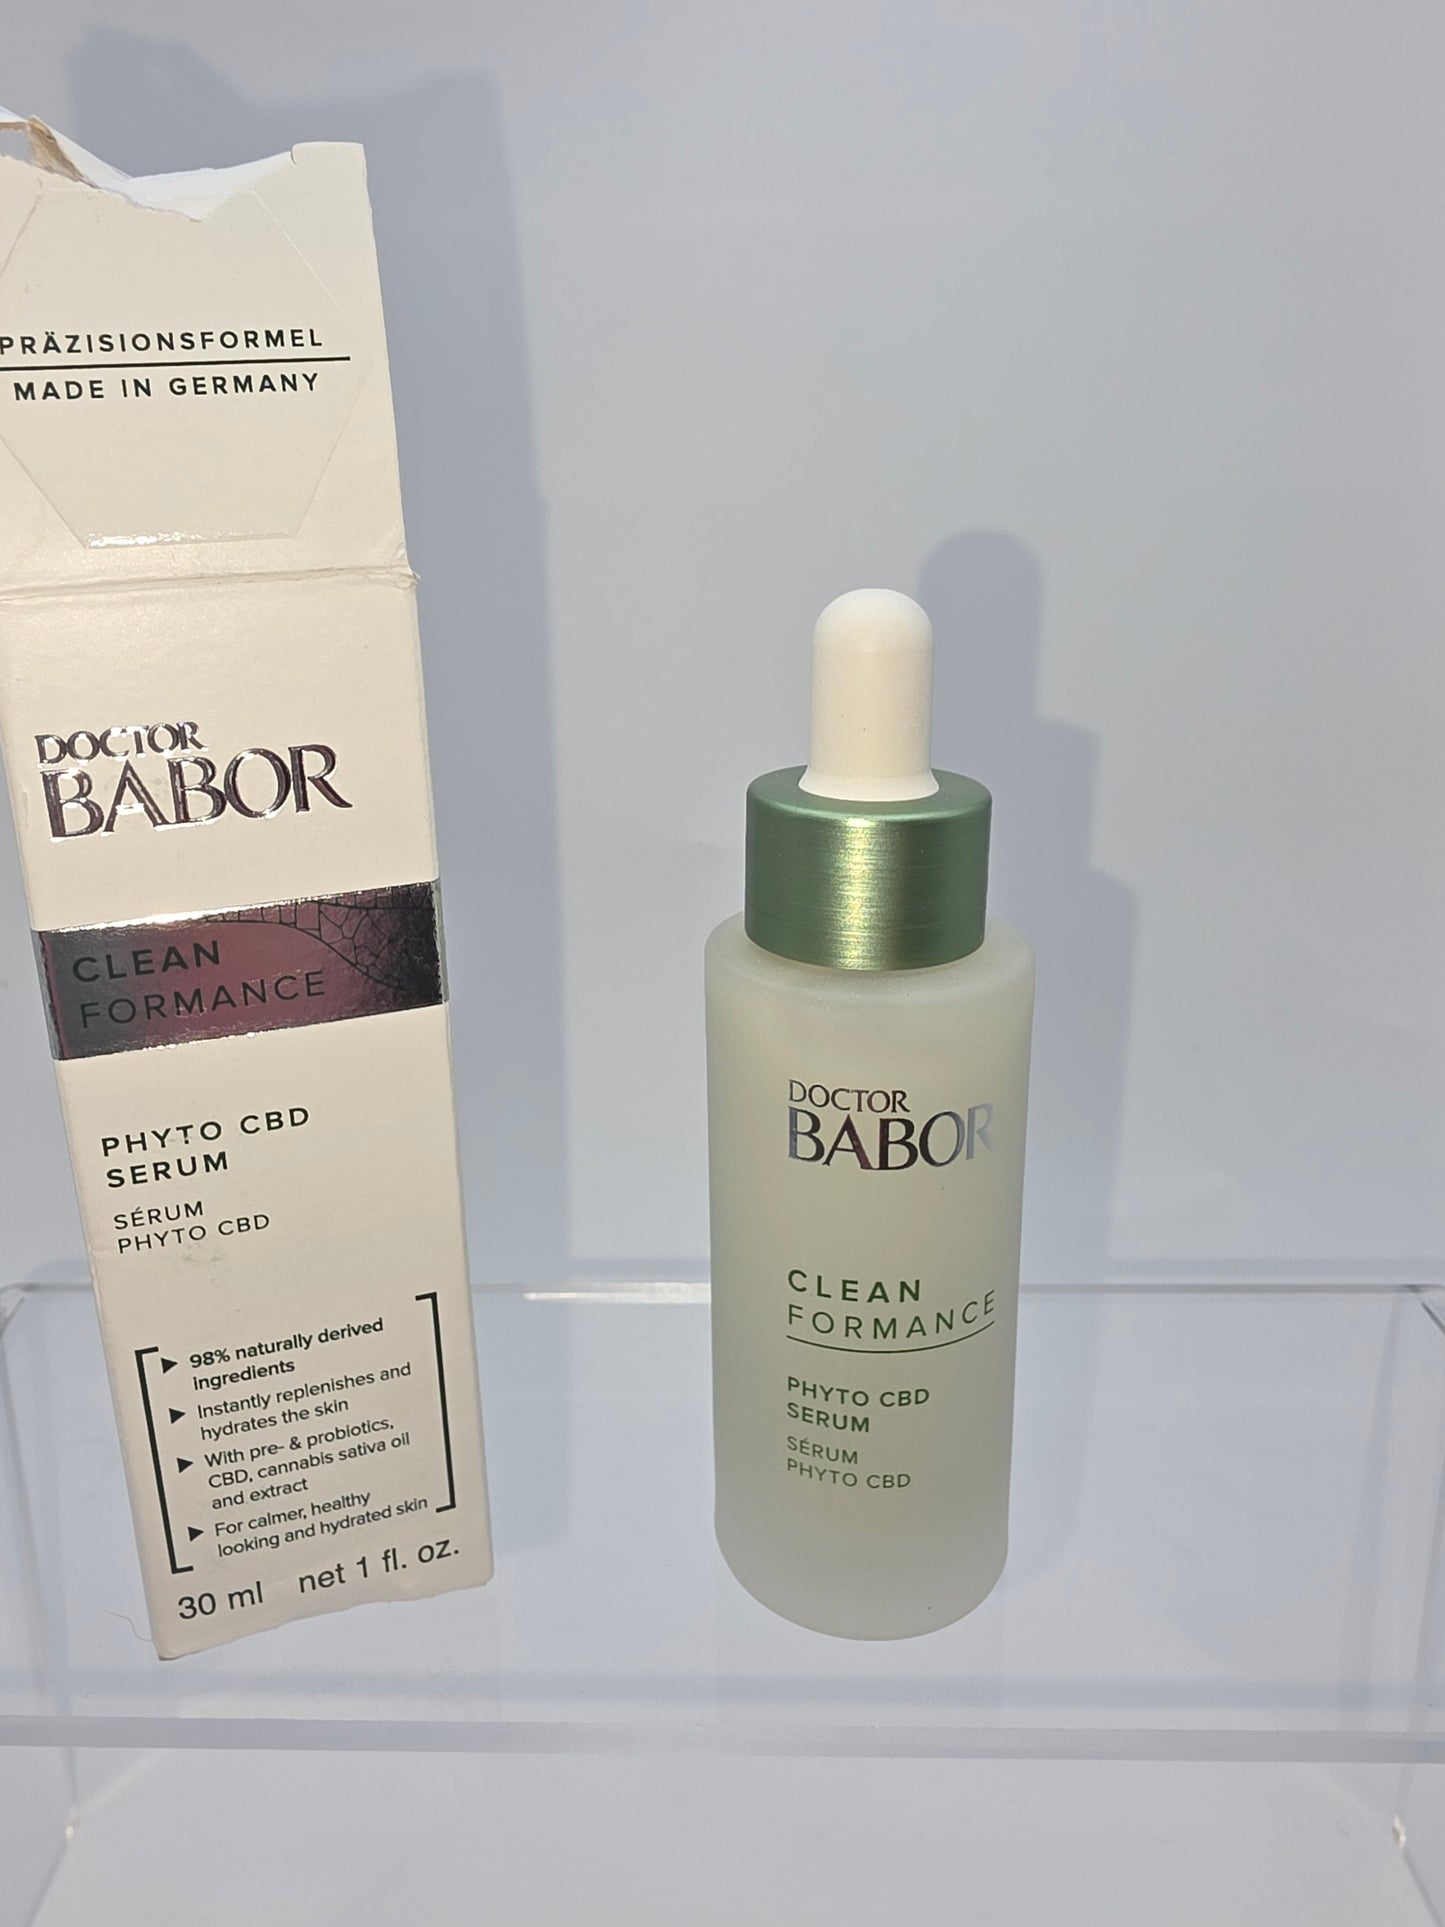 PRÄZISIONSFORMEL
MADE IN GERMANY
DOCTOR
BABOR
CLEAN
FORMANCE
PHYTO CBD
SERUM
SÉRUM
PHYTO CBD
▶ 98% naturally derived
ingredients
▶ Instantly replenishes and
hydrates the skin
▶ With pre- & probiotics,
CBD, cannabis sativa oil
and extract
▶ For calmer, healthy
looking and hydrated skin
30 ml net 1 fl. oz.
DOCTOR
BABOR
CLEAN
FORMANCE
PHYTO CBD
SERUM
SÉRUM
PHYTO CBD